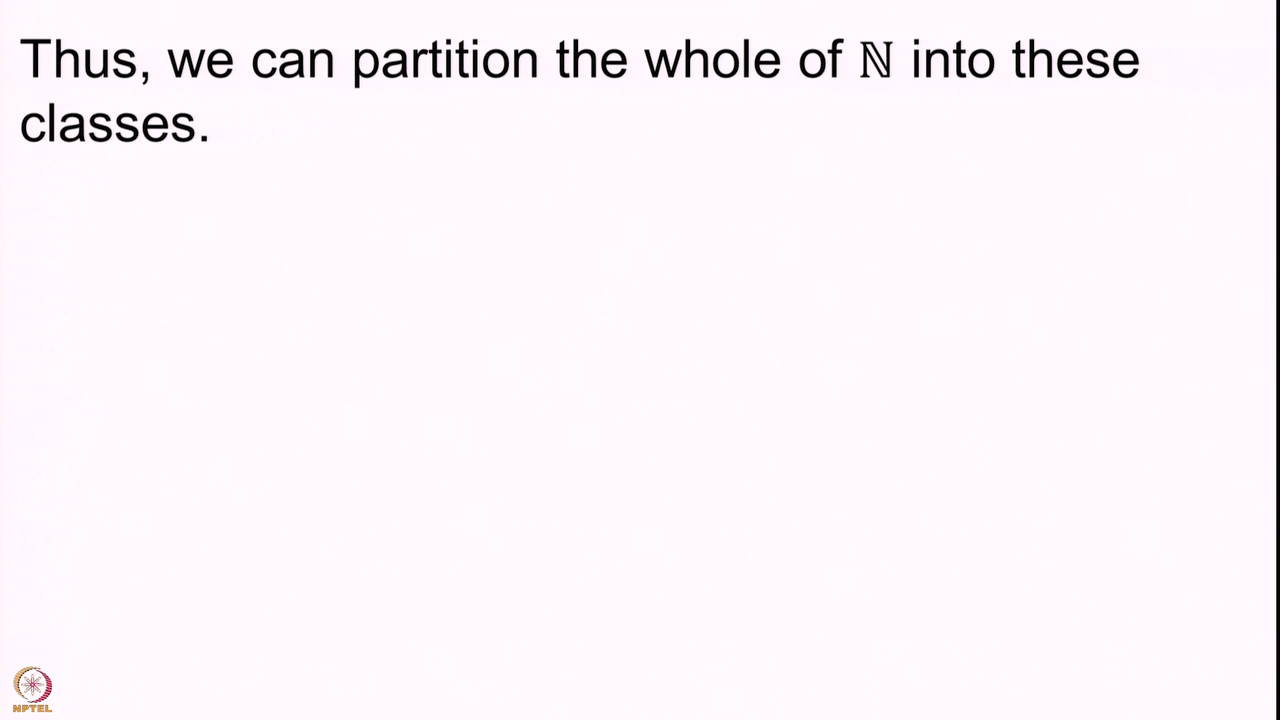 Thus, we can partition the whole of ℕ into these
classes.
NPTEL